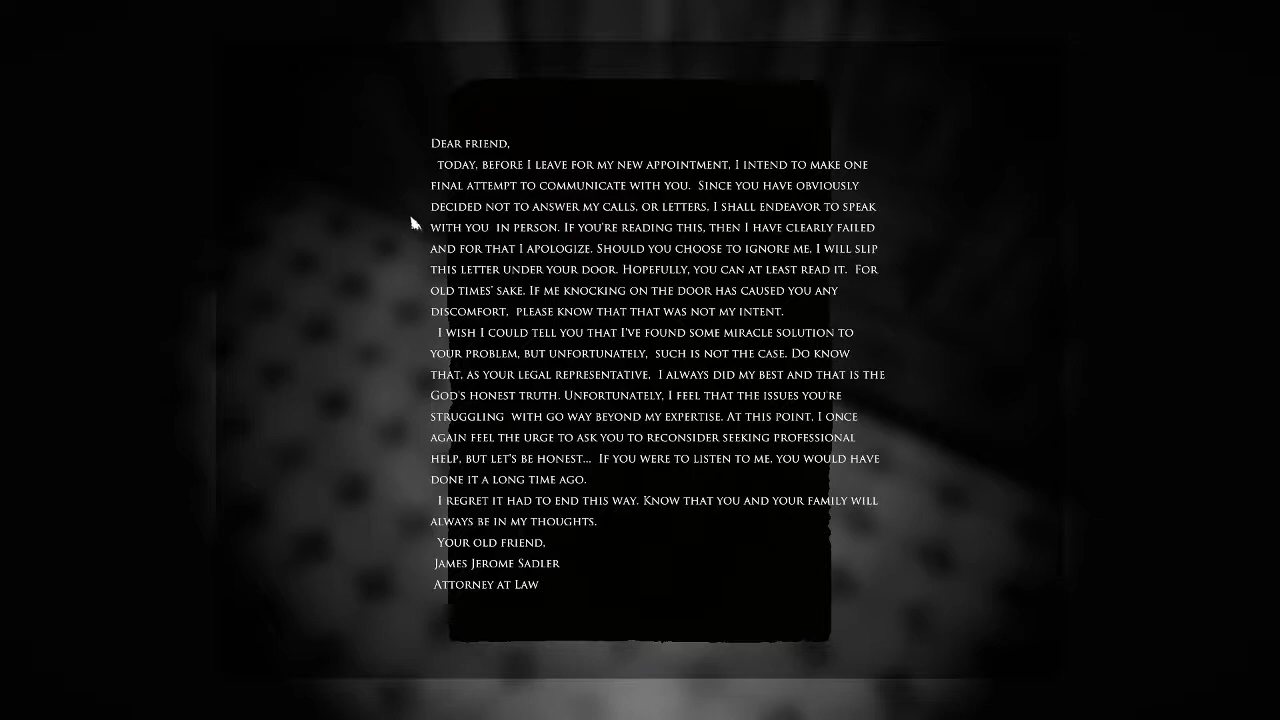 Dear friend,
today, before I leave for my new appointment, I intend to make one
final attempt to communicate with you. Since you have obviously
decided not to answer my calls, or letters, I shall endeavor to speak
with you in person. If you're reading this, then I have clearly failed
and for that I apologize. Should you choose to ignore me, I will slip
this letter under your door. Hopefully, you can at least read it. For
old times' sake. If me knocking on the door has caused you any
discomfort, please know that that was not my intent.
I wish I could tell you that I've found some miracle solution to
your problem, but unfortunately, such is not the case. Do know
that, as your legal representative, I always did my best and that is the
God's honest truth. Unfortunately, I feel that the issues you're
struggling with go way beyond my expertise. At this point, I once
again feel the urge to ask you to reconsider seeking professional
help, but let's be honest... If you were to listen to me, you would have
done it a long time ago.
I regret it had to end this way. Know that you and your family will
always be in my thoughts.
Your old friend,
James Jerome Sadler
Attorney at Law